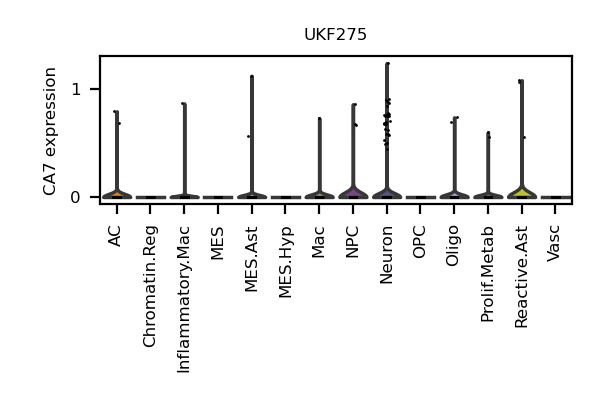 UKF275
CA7 expression
1
0
AC
Chromatin.Reg
Inflammatory.Mac
MES
MES.Ast
MES.Hyp
Mac
NPC
Neuron
OPC
Oligo
Prolif.Metab
Reactive.Ast
Vasc